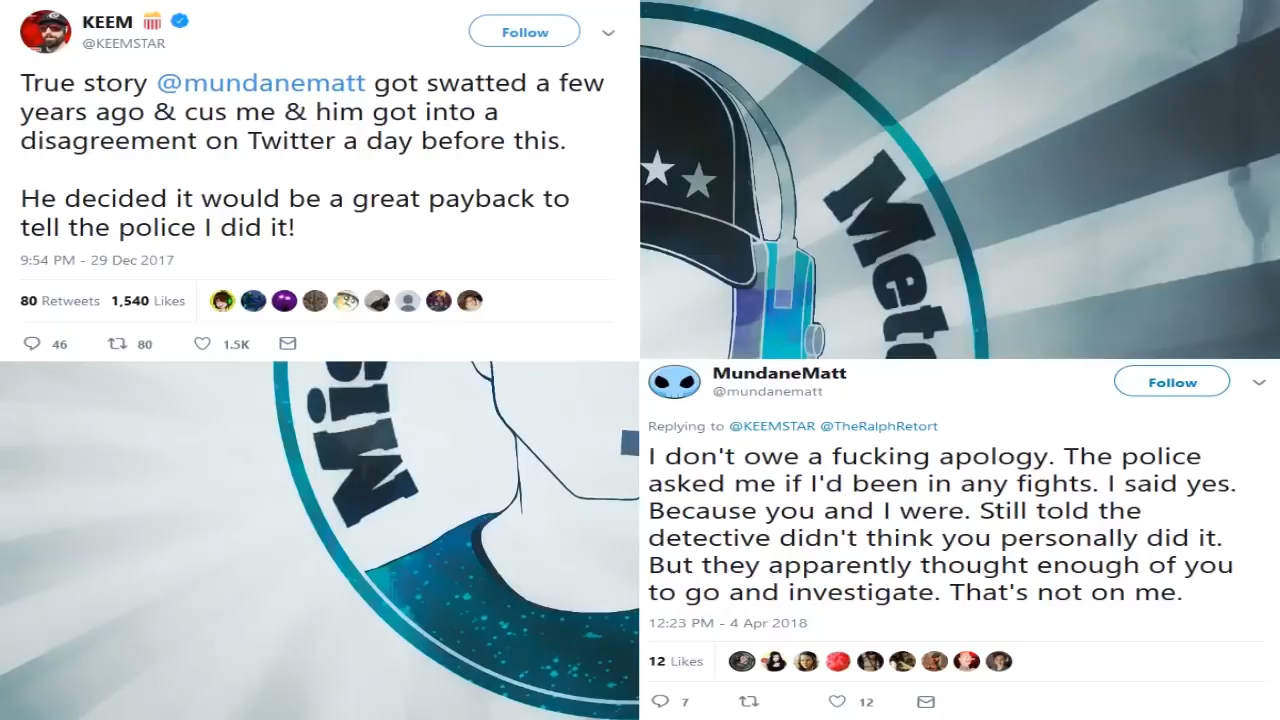 KEEM
@KEEMSTAR
Follow
True story @mundanematt got swatted a few
years ago & cus me & him got into a
disagreement on Twitter a day before this.
He decided it would be a great payback to
tell the police I did it!
9:54 PM - 29 Dec 2017
80 Retweets 1,540 Likes
46 80 1.5K
MundaneMatt
@mundanematt
Follow
Replying to @KEEMSTAR @TheRalphRetort
I don't owe a fucking apology. The police
asked me if I'd been in any fights. I said yes.
Because you and I were. Still told the
detective didn't think you personally did it.
But they apparently thought enough of you
to go and investigate. That's not on me.
12:23 PM - 4 Apr 2018
12 Likes
7 12